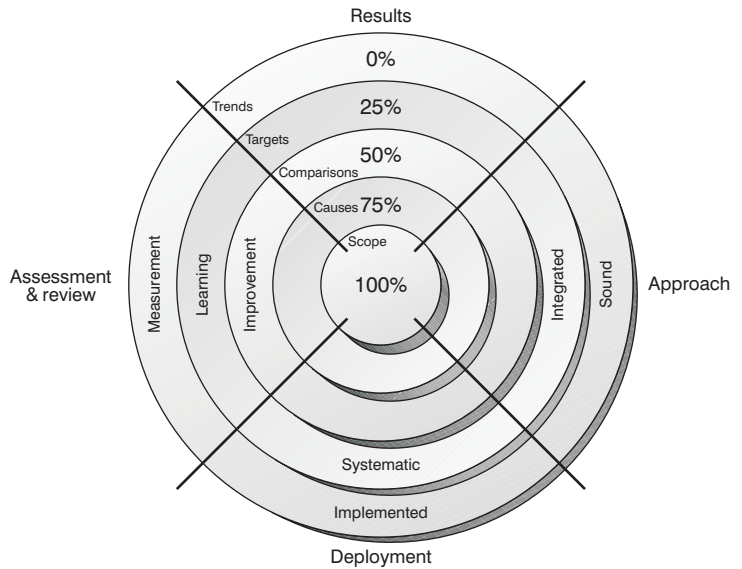 Results
0%
Trends
25%
Targets
50%
Comparisons
Causes 75%
Scope
Assessment
& review
Measurement
Learning
Improvement
100%
Integrated
Sound
Approach
Systematic
Implemented
Deployment